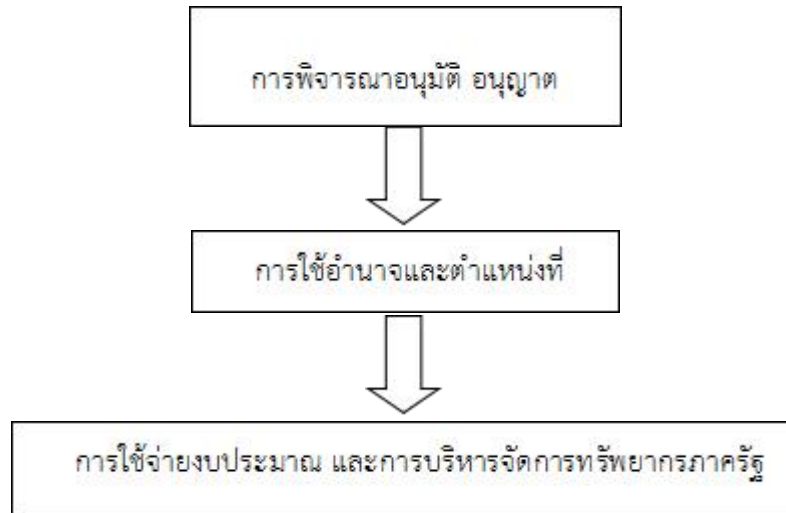 การพิจารณาอนุมัติ อนุญาต
การใช้อำนาจและตำแหน่งที่
การใช้จ่ายงบประมาณ และการบริหารจัดการทรัพยากรภาครัฐ